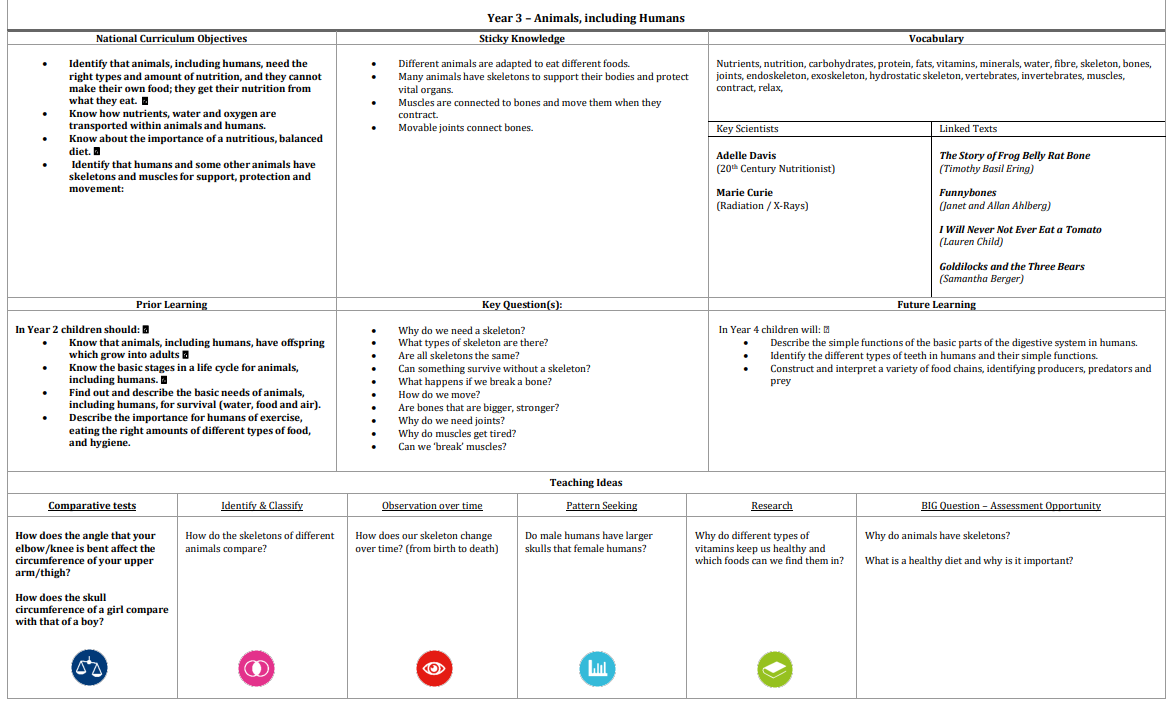 Year 3 – Animals, including Humans
National Curriculum Objectives
• Identify that animals, including humans, need the
right types and amount of nutrition, and they cannot
make their own food; they get their nutrition from
what they eat.
• Know how nutrients, water and oxygen are
transported within animals and humans.
• Know about the importance of a nutritious, balanced
diet.
• Identify that humans and some other animals have
skeletons and muscles for support, protection and
movement:
Sticky Knowledge
• Different animals are adapted to eat different foods.
• Many animals have skeletons to support their bodies and protect
vital organs.
• Muscles are connected to bones and move them when they
contract.
• Movable joints connect bones.
Vocabulary
Nutrients, nutrition, carbohydrates, protein, fats, vitamins, minerals, water, fibre, skeleton, bones,
joints, endoskeleton, exoskeleton, hydrostatic skeleton, vertebrates, invertebrates, muscles,
contract, relax,
Key Scientists
Adelle Davis
(20th Century Nutritionist)
Marie Curie
(Radiation / X-Rays)
Linked Texts
The Story of Frog Belly Rat Bone
(Timothy Basil Ering)
Funnybones
(Janet and Allan Ahlberg)
I Will Never Not Ever Eat a Tomato
(Lauren Child)
Goldilocks and the Three Bears
(Samantha Berger)
Prior Learning
In Year 2 children should:
• Know that animals, including humans, have offspring
which grow into adults
• Know the basic stages in a life cycle for animals,
including humans.
• Find out and describe the basic needs of animals,
including humans, for survival (water, food and air).
• Describe the importance for humans of exercise,
eating the right amounts of different types of food,
and hygiene.
Key Question(s):
• Why do we need a skeleton?
• What types of skeleton are there?
• Are all skeletons the same?
• Can something survive without a skeleton?
• What happens if we break a bone?
• How do we move?
• Are bones that are bigger, stronger?
• Why do we need joints?
• Why do muscles get tired?
• Can we ‘break’ muscles?
Future Learning
In Year 4 children will:
• Describe the simple functions of the basic parts of the digestive system in humans.
• Identify the different types of teeth in humans and their simple functions.
• Construct and interpret a variety of food chains, identifying producers, predators and
prey
Teaching Ideas
Comparative tests
How does the angle that your
elbow/knee is bent affect the
circumference of your upper
arm/thigh?
How does the skull
circumference of a girl compare
with that of a boy?
Identify & Classify
How do the skeletons of different
animals compare?
Observation over time
How does our skeleton change
over time? (from birth to death)
Pattern Seeking
Do male humans have larger
skulls that female humans?
Research
Why do different types of
vitamins keep us healthy and
which foods can we find them in?
BIG Question – Assessment Opportunity
Why do animals have skeletons?
What is a healthy diet and why is it important?